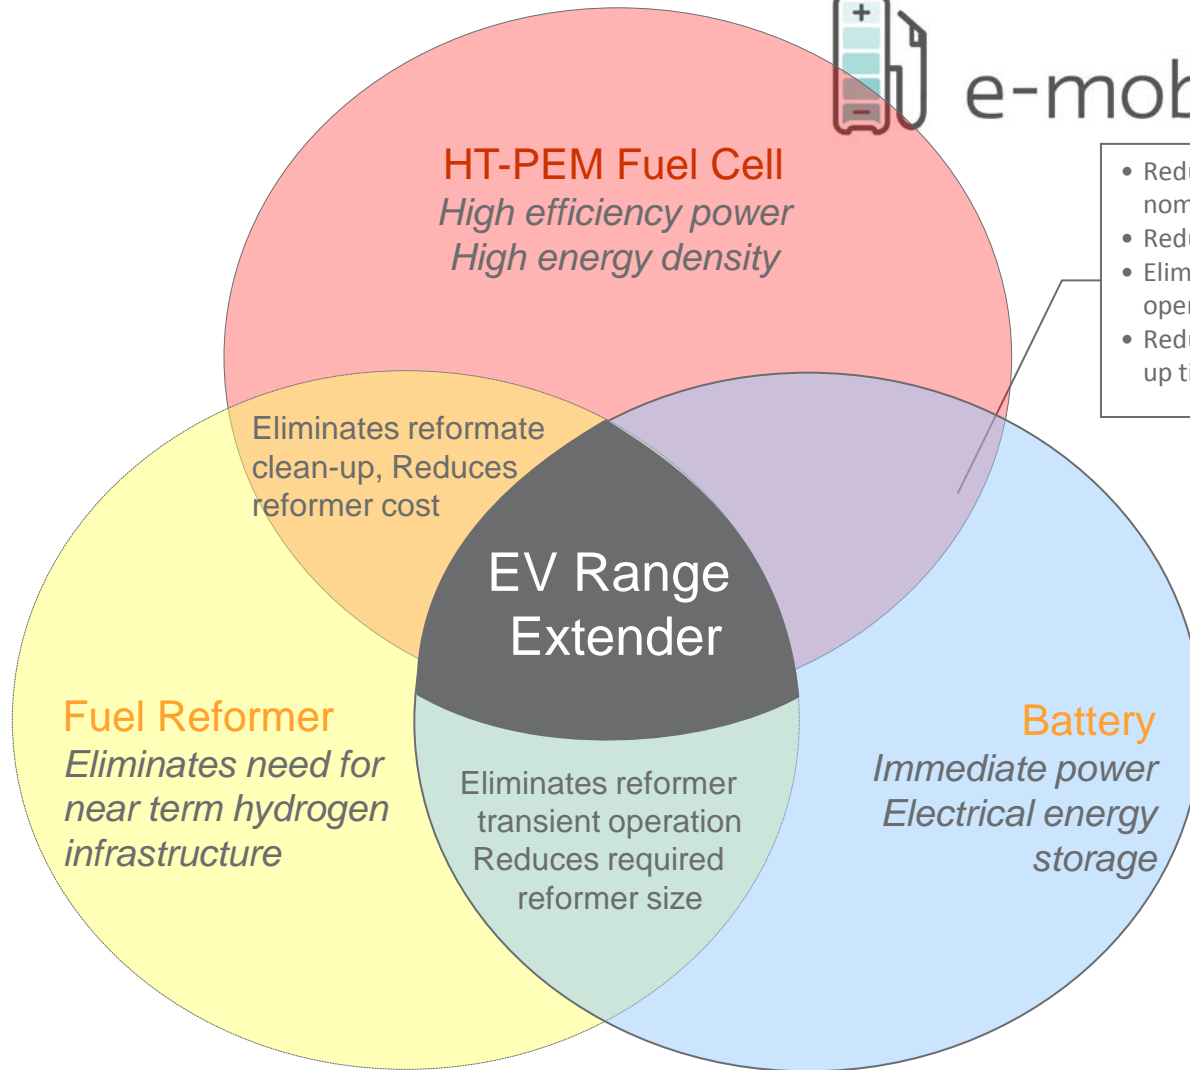 e-mob
HT-PEM Fuel Cell
High efficiency power
High energy density
Eliminates reformate
clean-up, Reduces
reformer cost
EV Range
Extender
Fuel Reformer
Eliminates need for
near term hydrogen
infrastructure
Battery
Immediate power
Electrical energy
storage
Eliminates reformer
transient operation
Reduces required
reformer size